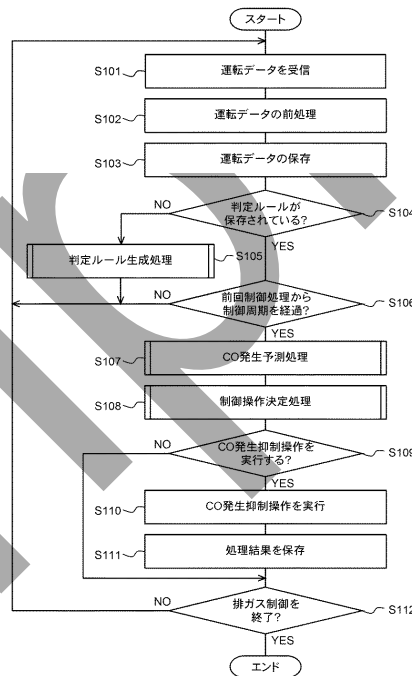 スタート
S101
運転データを受信
S102
運転データの前処理
S103
運転データの保存
NO
判定ルールが
保存されている?
S104
YES
判定ルール生成処理
S105
NO
前回制御処理から
制御周期を経過?
S106
YES
S107
CO発生予測処理
S108
制御操作決定処理
NO
CO発生抑制操作を
実行する?
S109
YES
S110
CO発生抑制操作を実行
S111
処理結果を保存
NO
排ガス制御を
終了?
S112
YES
エンド